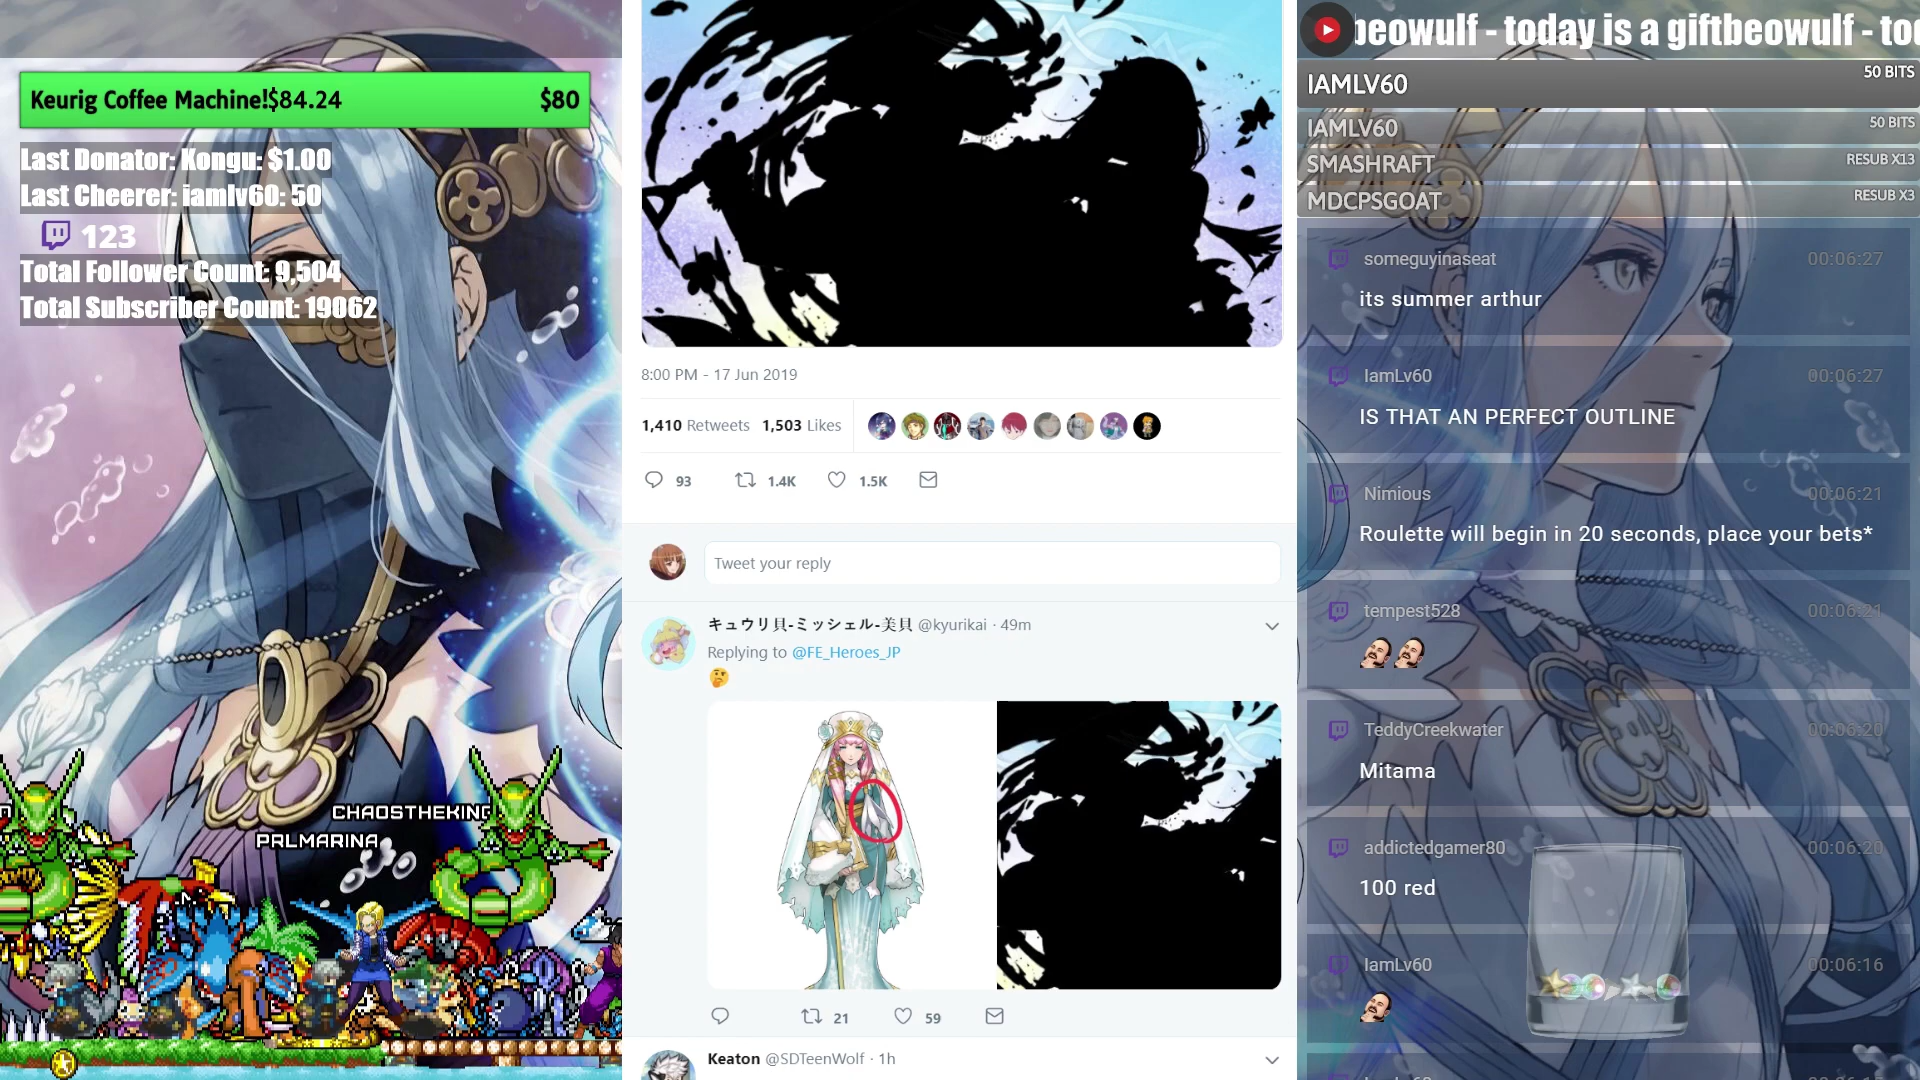 Keurig Coffee Machine!$84.24 $80
Last Donator: Kongu: $1.00
Last Cheerer: iamlv60: 50
123
Total Follower Count: 9,504
Total Subscriber Count: 19062
CHAOSTHEKING
PRLMARINA
8:00 PM - 17 Jun 2019
1,410 Retweets 1,503 Likes
93 1.4K 1.5K
Tweet your reply
キュウリ貝-ミッシェル-美貝 @kyurikai · 49m
Replying to @FE_Heroes_JP
21 59
Keaton @SDTeenWolf · 1h
beowulf - today is a giftbeowulf - to
IAMLV60 50 BITS
IAMLV60 50 BITS
SMASHRAFT RESUB X13
MDCPSGOAT RESUB X3
someguyinaseat 00:06:27
its summer arthur
IamLv60 00:06:27
IS THAT AN PERFECT OUTLINE
Nimious 00:06:21
Roulette will begin in 20 seconds, place your bets*
tempest528 00:06:21
TeddyCreekwater 00:06:20
Mitama
addictedgamer80 00:06:20
100 red
IamLv60 00:06:16